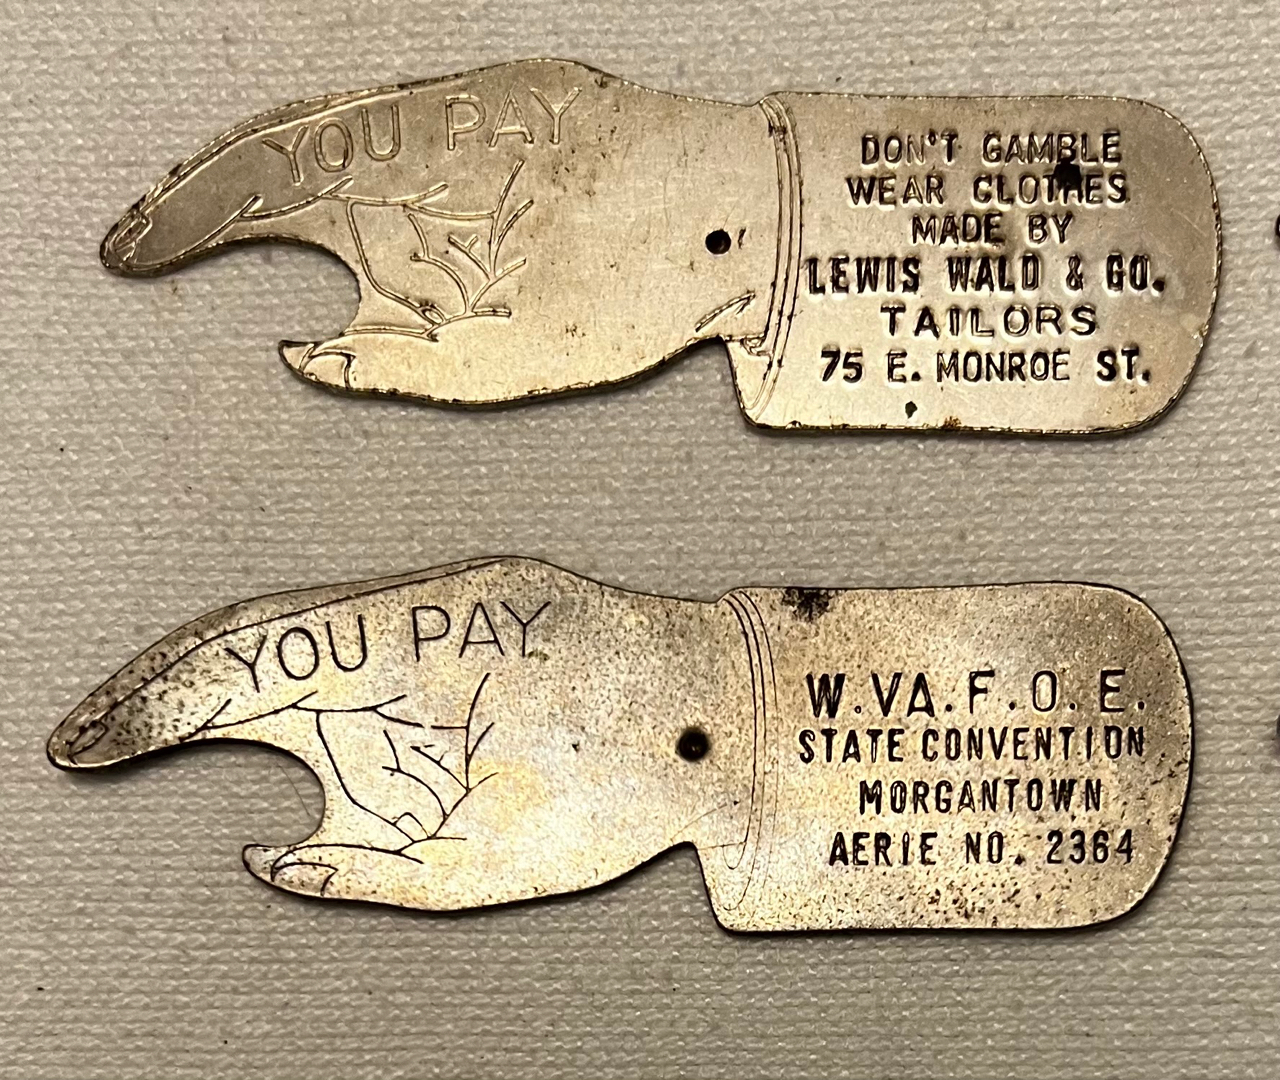 YOU PAY
DON'T GAMBLE
WEAR CLOTHES
MADE BY
LEWIS WALD & GO.
TAILORS
75 E. MONROE ST.
YOU PAY
W.VA.F.O.E.
STATE CONVENTION
MORGANTOWN
AERIE NO. 2364